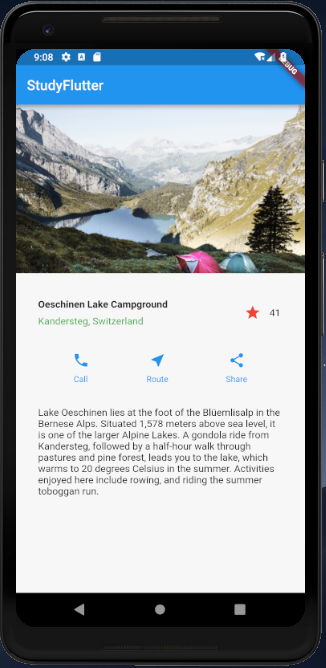 9:08
DEBUG
StudyFlutter
Oeschinen Lake Campground
Kandersteg, Switzerland
41
Call
Route
Share
Lake Oeschinen lies at the foot of the Blüemlisalp in the
Bernese Alps. Situated 1,578 meters above sea level, it
is one of the larger Alpine Lakes. A gondola ride from
Kandersteg, followed by a half-hour walk through
pastures and pine forest, leads you to the lake, which
warms to 20 degrees Celsius in the summer. Activities
enjoyed here include rowing, and riding the summer
toboggan run.